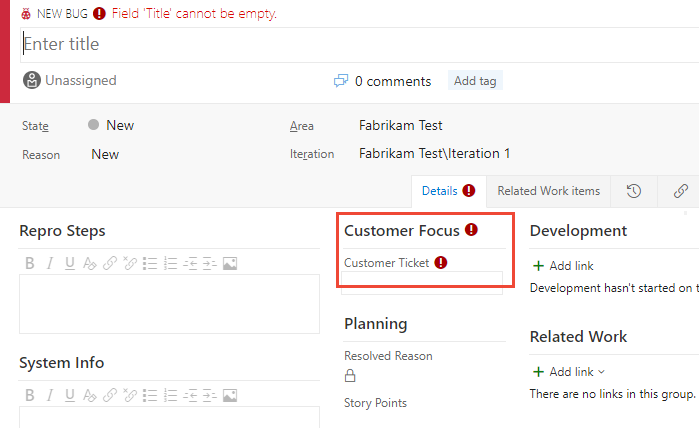 NEW BUG Field 'Title' cannot be empty.
Enter title
Unassigned 0 comments Add tag
State New Area Fabrikam Test
Reason New Iteration Fabrikam Test\Iteration 1
Details Related Work items
Repro Steps Customer Focus Development
B I U Customer Ticket Add link
Development hasn't started on
Planning
Resolved Reason Related Work
System Info Add link
B I U There are no links in this group.
Story Points